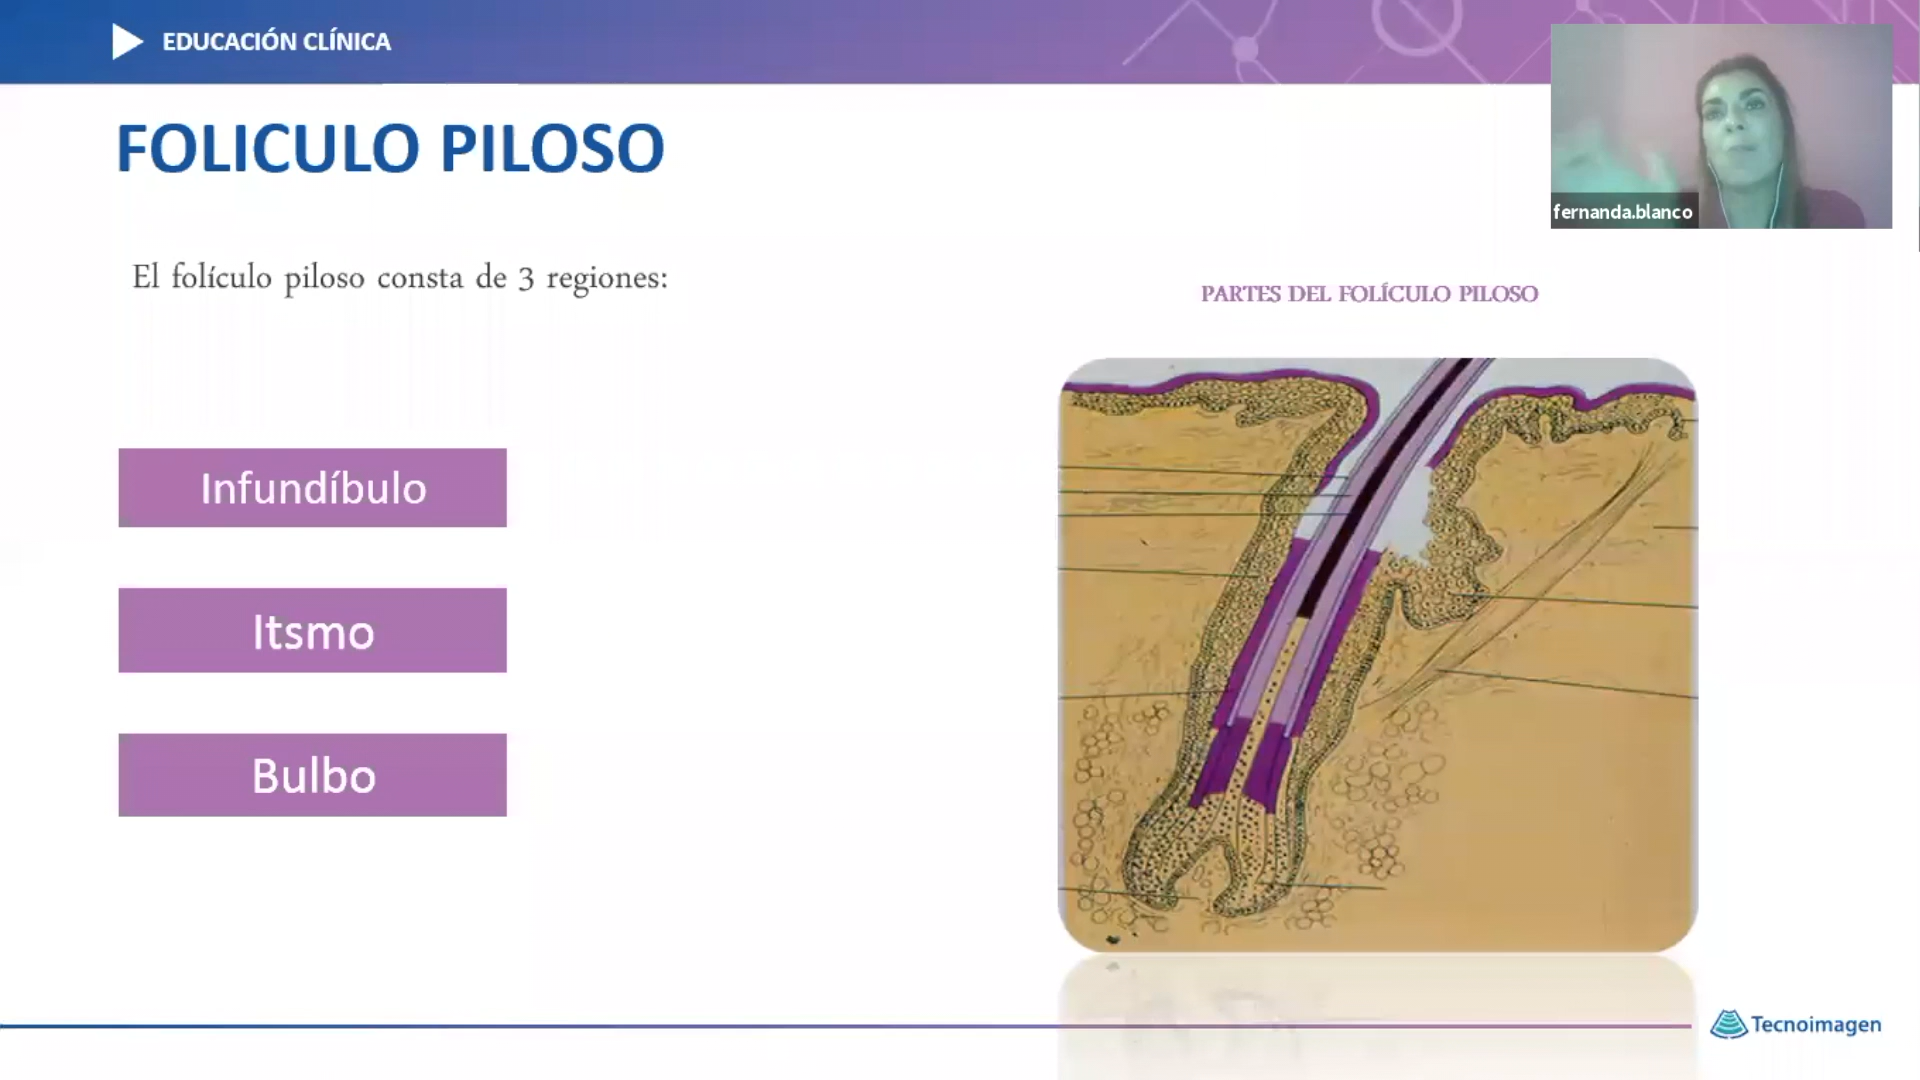 EDUCACIÓN CLÍNICA
FOLICULO PILOSO
fernanda.blanco
El folículo piloso consta de 3 regiones:
PARTES DEL FOLÍCULO PILOSO
Infundíbulo
Itsmo
Bulbo
Tecnoimagen